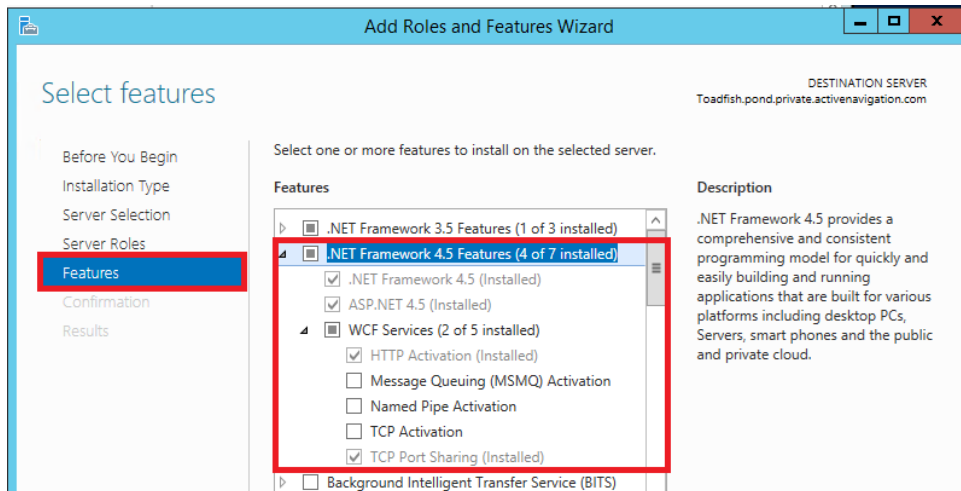 Add Roles and Features Wizard
x
Select features
DESTINATION SERVER
Toadfish.pond.private.activenavigation.com
Before You Begin
Installation Type
Server Selection
Server Roles
Features
Confirmation
Results
Select one or more features to install on the selected server.
Features
.NET Framework 3.5 Features (1 of 3 installed)
.NET Framework 4.5 Features (4 of 7 installed)
.NET Framework 4.5 (Installed)
ASP.NET 4.5 (Installed)
WCF Services (2 of 5 installed)
HTTP Activation (Installed)
Message Queuing (MSMQ) Activation
Named Pipe Activation
TCP Activation
TCP Port Sharing (Installed)
Background Intelligent Transfer Service (BITS)
Description
.NET Framework 4.5 provides a
comprehensive and consistent
programming model for quickly and
easily building and running
applications that are built for various
platforms including desktop PCs,
Servers, smart phones and the public
and private cloud.